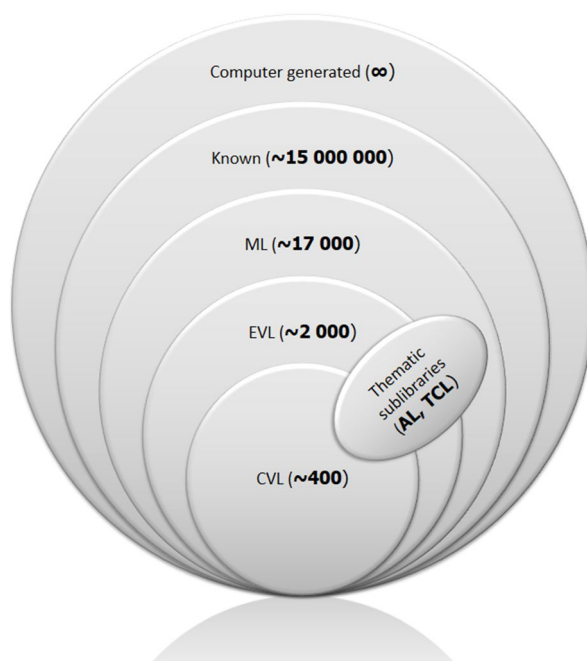 Computer generated (∞)
Known (~15 000 000)
ML (~17 000)
EVL (~2 000)
Thematic
sublibraries
(AL, TCL)
CVL (~400)